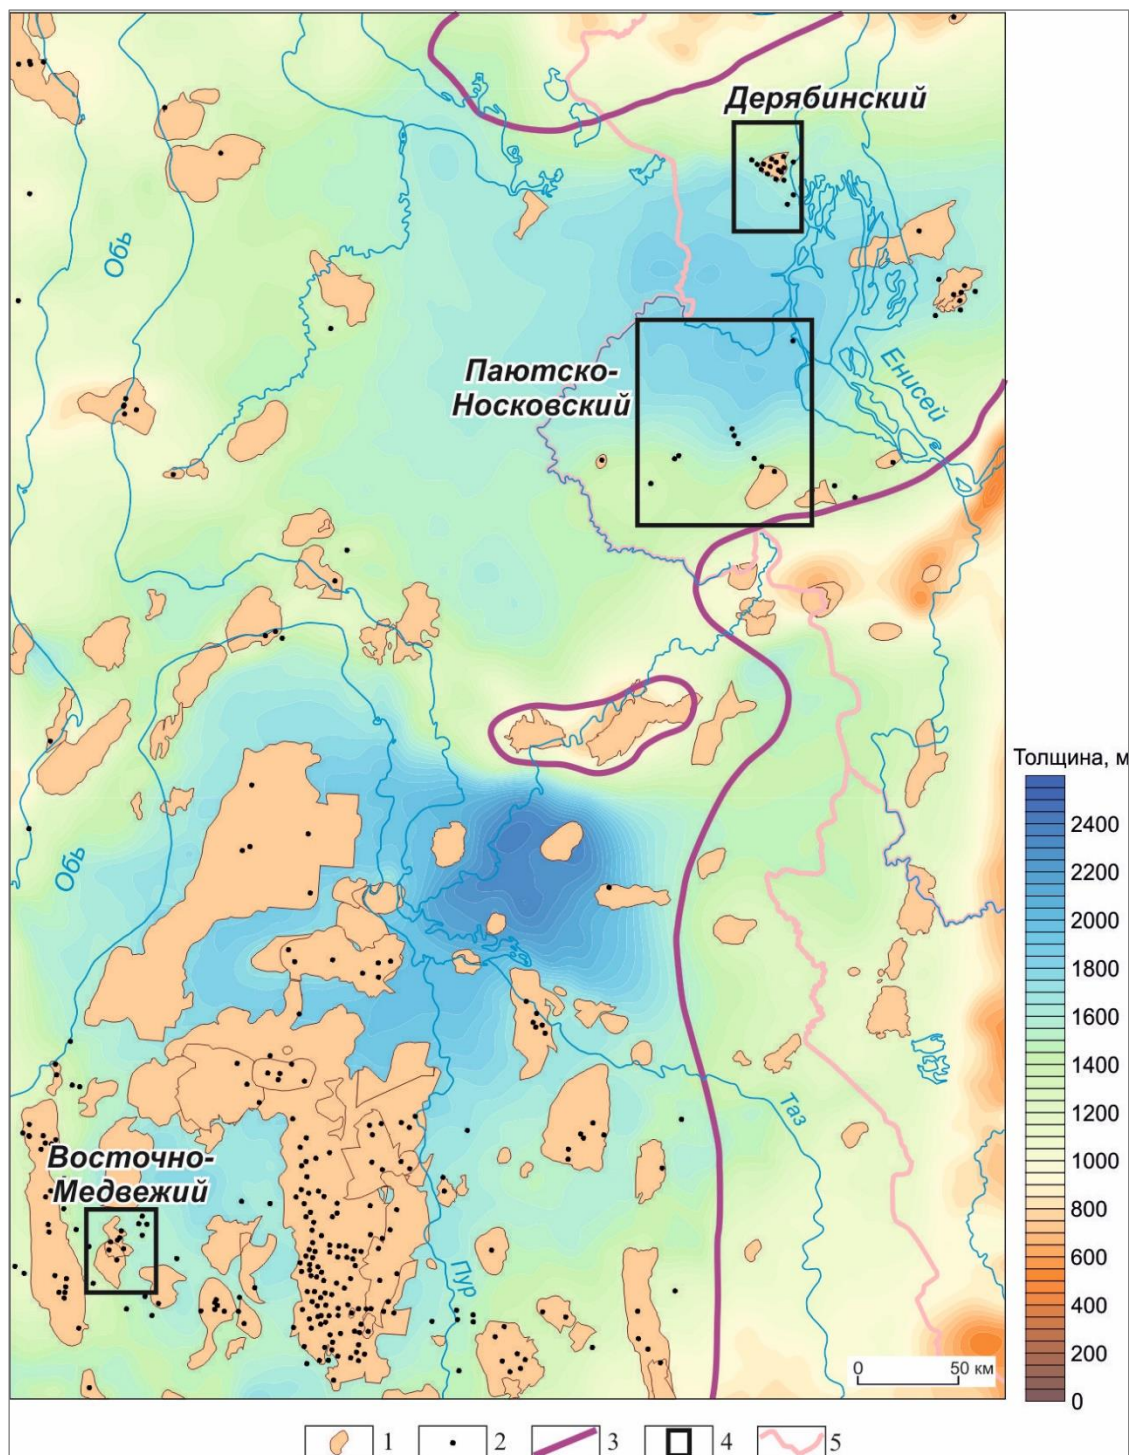 Дерябинский
Обь
Енисей
Паютско-
Носковский
Толщина, м
2400
2200
2000
1800
1600
1400
1200
1000
800
600
400
200
0
Обь
Таз
Восточно-
Медвежий
Пур
0 50 км
1 2 3 4 5